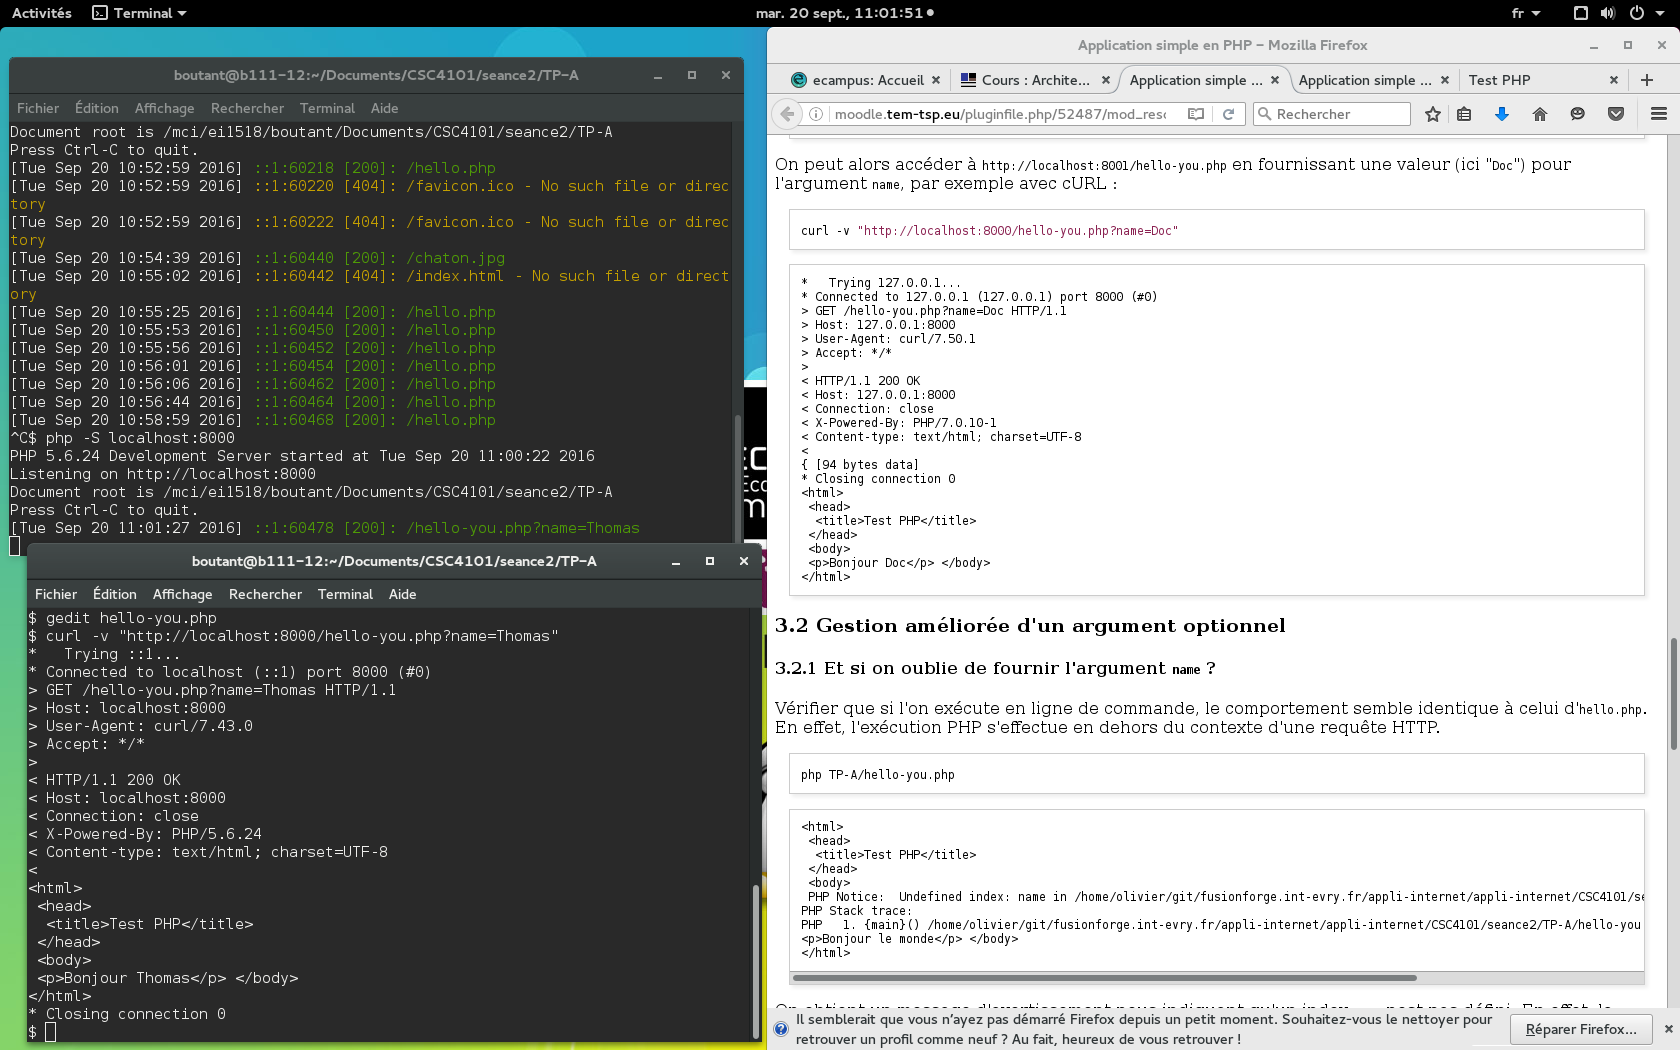 Activités
Terminal
mar. 20 sept., 11:01:51
fr
boutant@b111-12:~/Documents/CSC4101/seance2/TP-A
Fichier Édition Affichage Rechercher Terminal Aide
Document root is /mci/ei1518/boutant/Documents/CSC4101/seance2/TP-A
Press Ctrl-C to quit.
[Tue Sep 20 10:52:59 2016] ::1:60218 [200]: /hello.php
[Tue Sep 20 10:52:59 2016] ::1:60220 [404]: /favicon.ico - No such file or direc
tory
[Tue Sep 20 10:52:59 2016] ::1:60222 [404]: /favicon.ico - No such file or direc
tory
[Tue Sep 20 10:54:39 2016] ::1:60440 [200]: /chaton.jpg
[Tue Sep 20 10:55:02 2016] ::1:60442 [404]: /index.html - No such file or direct
ory
[Tue Sep 20 10:55:25 2016] ::1:60444 [200]: /hello.php
[Tue Sep 20 10:55:53 2016] ::1:60450 [200]: /hello.php
[Tue Sep 20 10:55:56 2016] ::1:60452 [200]: /hello.php
[Tue Sep 20 10:56:01 2016] ::1:60454 [200]: /hello.php
[Tue Sep 20 10:56:06 2016] ::1:60462 [200]: /hello.php
[Tue Sep 20 10:56:44 2016] ::1:60464 [200]: /hello.php
[Tue Sep 20 10:58:59 2016] ::1:60468 [200]: /hello.php
^C$ php -S localhost:8000
PHP 5.6.24 Development Server started at Tue Sep 20 11:00:22 2016
Listening on http://localhost:8000
Document root is /mci/ei1518/boutant/Documents/CSC4101/seance2/TP-A
Press Ctrl-C to quit.
[Tue Sep 20 11:01:27 2016] ::1:60478 [200]: /hello-you.php?name=Thomas
boutant@b111-12:~/Documents/CSC4101/seance2/TP-A
Fichier Édition Affichage Rechercher Terminal Aide
$ gedit hello-you.php
$ curl -v "http://localhost:8000/hello-you.php?name=Thomas"
*   Trying ::1...
* Connected to localhost (::1) port 8000 (#0)
> GET /hello-you.php?name=Thomas HTTP/1.1
> Host: localhost:8000
> User-Agent: curl/7.43.0
> Accept: */*
>
< HTTP/1.1 200 OK
< Host: localhost:8000
< Connection: close
< X-Powered-By: PHP/5.6.24
< Content-type: text/html; charset=UTF-8
<
<html>
<head>
<title>Test PHP</title>
</head>
<body>
<p>Bonjour Thomas</p> </body>
</html>
* Closing connection 0
$
Application simple en PHP - Mozilla Firefox
ecampus: Accueil
Cours : Archite...
Application simple ...
Application simple ...
Test PHP
moodle.tem-tsp.eu/pluginfile.php/52487/mod_resc
Rechercher
On peut alors accéder à http://localhost:8001/hello-you.php en fournissant une valeur (ici "Doc") pour
l'argument name, par exemple avec cURL :
curl -v "http://localhost:8000/hello-you.php?name=Doc"
*   Trying 127.0.0.1...
* Connected to 127.0.0.1 (127.0.0.1) port 8000 (#0)
> GET /hello-you.php?name=Doc HTTP/1.1
> Host: 127.0.0.1:8000
> User-Agent: curl/7.50.1
> Accept: */*
>
< HTTP/1.1 200 OK
< Host: 127.0.0.1:8000
< Connection: close
< X-Powered-By: PHP/7.0.10-1
< Content-type: text/html; charset=UTF-8
<
{ [94 bytes data]
* Closing connection 0
<html>
<head>
<title>Test PHP</title>
</head>
<body>
<p>Bonjour Doc</p> </body>
</html>
3.2 Gestion améliorée d'un argument optionnel
3.2.1 Et si on oublie de fournir l'argument name ?
Vérifier que si l'on exécute en ligne de commande, le comportement semble identique à celui d'hello.php.
En effet, l'exécution PHP s'effectue en dehors du contexte d'une requête HTTP.
php TP-A/hello-you.php
<html>
<head>
<title>Test PHP</title>
</head>
<body>
PHP Notice:  Undefined index: name in /home/olivier/git/fusionforge.int-evry.fr/appli-internet/appli-internet/CSC4101/se
PHP Stack trace:
PHP   1. {main}() /home/olivier/git/fusionforge.int-evry.fr/appli-internet/appli-internet/CSC4101/seance2/TP-A/hello-you
<p>Bonjour le monde</p> </body>
</html>
Il semblerait que vous n'ayez pas démarré Firefox depuis un petit moment. Souhaitez-vous le nettoyer pour
retrouver un profil comme neuf ? Au fait, heureux de vous retrouver !
Réparer Firefox...